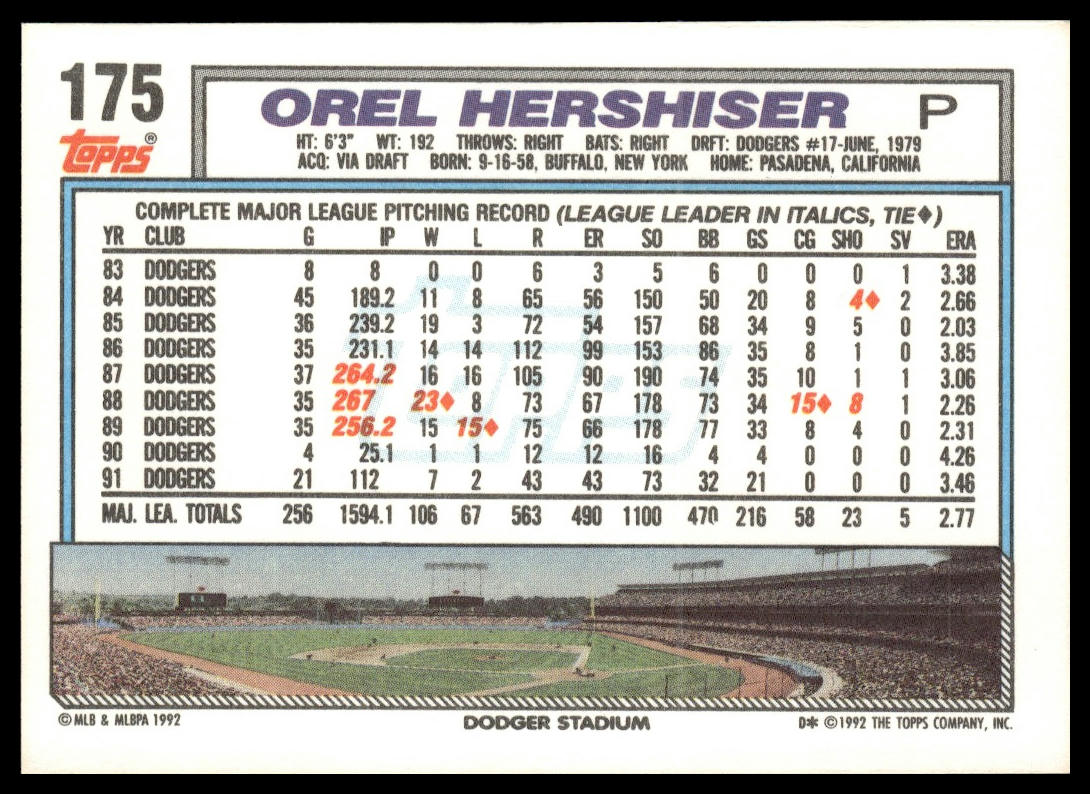 175
OREL HERSHISER P
Topps®
HT: 6'3" WT: 192 THROWS: RIGHT BATS: RIGHT DRFT: DODGERS #17-JUNE, 1979
ACQ: VIA DRAFT BORN: 9-16-58, BUFFALO, NEW YORK HOME: PASADENA, CALIFORNIA
COMPLETE MAJOR LEAGUE PITCHING RECORD (LEAGUE LEADER IN ITALICS, TIE♦)
YR CLUB G IP W L R ER SO BB GS CG SHO SV ERA
83 DODGERS 8 8 0 0 6 3 5 6 0 0 0 1 3.38
84 DODGERS 45 189.2 11 8 65 56 150 50 20 8 4♦ 2 2.66
85 DODGERS 36 239.2 19 3 72 54 157 68 34 9 5 0 2.03
86 DODGERS 35 231.1 14 14 112 99 153 86 35 8 1 0 3.85
87 DODGERS 37 264.2 16 16 105 90 190 74 35 10 1 1 3.06
88 DODGERS 35 267 23♦ 8 73 67 178 73 34 15♦ 8 1 2.26
89 DODGERS 35 256.2 15 15♦ 75 66 178 77 33 8 4 0 2.31
90 DODGERS 4 25.1 1 1 12 12 16 4 4 0 0 0 4.26
91 DODGERS 21 112 7 2 43 43 73 32 21 0 0 0 3.46
MAJ. LEA. TOTALS 256 1594.1 106 67 563 490 1100 470 216 58 23 5 2.77
Topps
© MLB & MLBPA 1992 DODGER STADIUM D* © 1992 THE TOPPS COMPANY, INC.